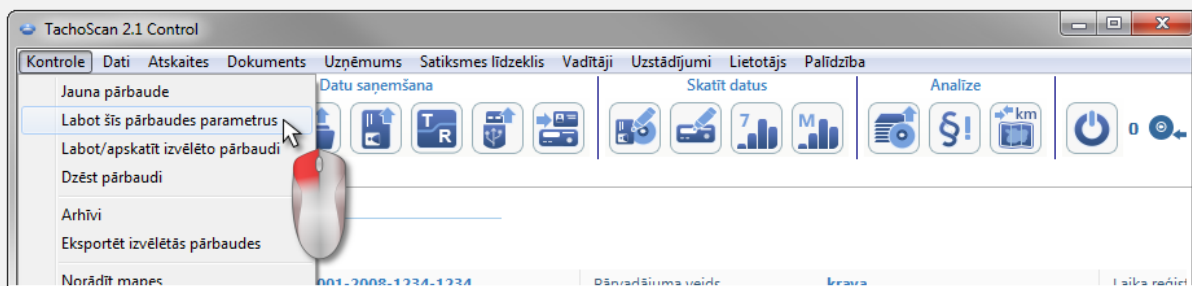 TachoScan 2.1 Control
Kontrole Dati Atskaites Dokuments Uzņēmums Satiksmes līdzeklis Vadītāji Uzstādījumi Lietotājs Palīdzība
Jauna pārbaude
Labot šīs pārbaudes parametrus
Labot/apskatīt izvēlēto pārbaudi
Dzēst pārbaudi
Arhīvi
Eksportēt izvēlētās pārbaudes
Norādīt mapes
Datu saņemšana Skatīt datus Analīze
T R 7 M §! km 0
001-2008-1234-1234 Pārvadājuma veids krava Laika reģist